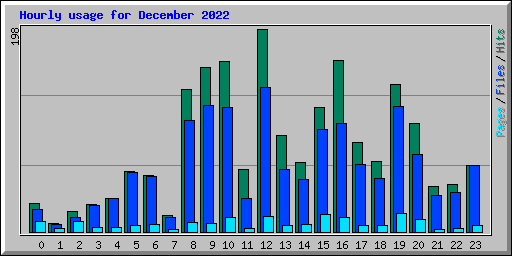 Hourly usage for December 2022
198
Pages/Files/Hits
0 1 2 3 4 5 6 7 8 9 10 11 12 13 14 15 16 17 18 19 20 21 22 23